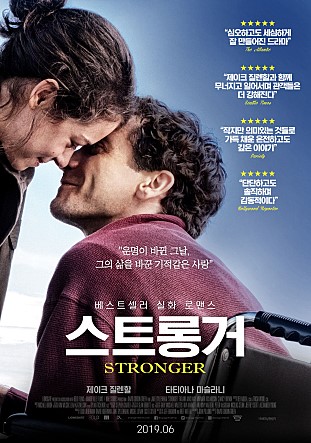 ★★★★★
"심오하고도 세심하게
잘 만들어진 드라마"
The Atlantic
★★★★★
"제이크 질렌할과 함께
무너지고 일어서며 관객들은
더 강해진다"
Seattle Times
★★★★★
"작지만 의미있는 것들로
가득 채운 온전하고도
깊은 이야기"
Variety
★★★★★
"단단하고도
솔직하며
감동적이다"
Hollywood Reporter
"운명이 바뀐 그날,
그의 삶을 바꾼 기적같은 사랑"
베스트셀러 실화 로맨스
스트롱거
STRONGER
제이크 질렌할 타티아나 마슬라니
2019.06